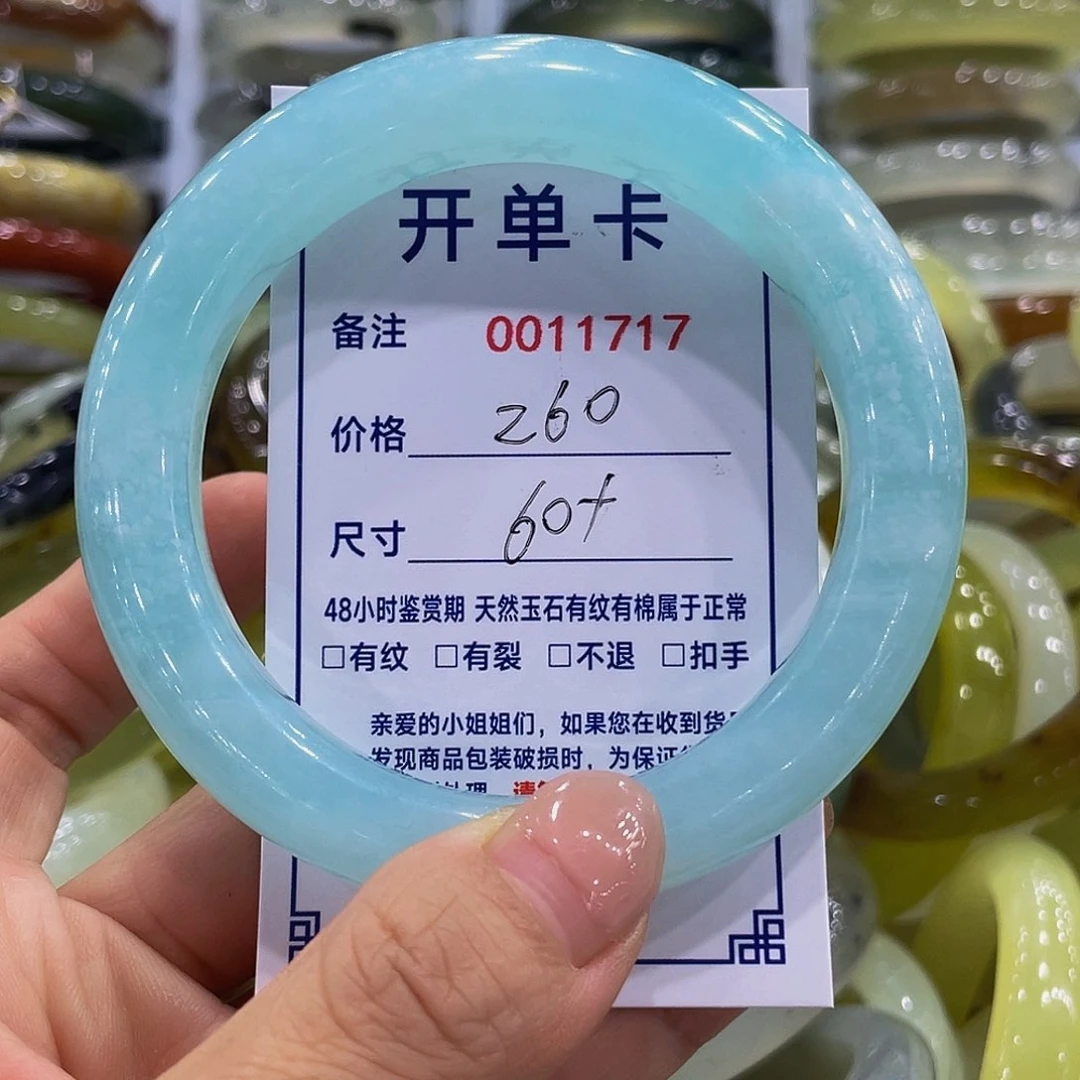 开单卡
备注 0011717
价格 260
尺寸 60+
48小时鉴赏期 天然玉石有纹有棉属于正常
□有纹 □有裂 □不退 □扣手
亲爱的小姐姐们，如果您在收到货
发现商品包装破损时，为保证
处理 请